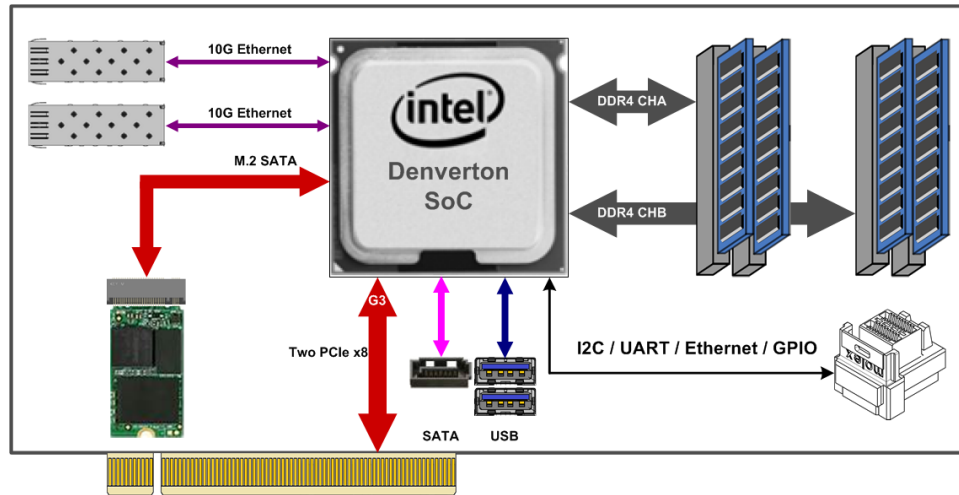 10G Ethernet
intel
DDR4 CHA
10G Ethernet
M.2 SATA
Denverton
SoC
DDR4 CHB
G3
Two PCIe x8
I2C / UART / Ethernet / GPIO
molex
SATA
USB